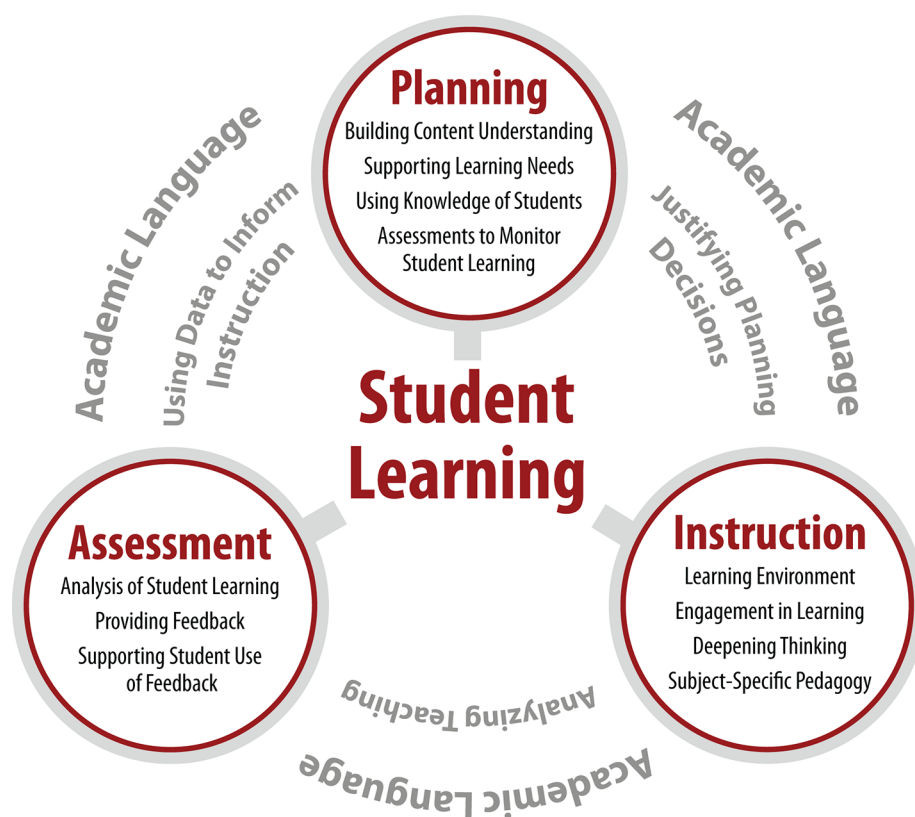 Planning
Building Content Understanding
Supporting Learning Needs
Using Knowledge of Students
Assessments to Monitor
Student Learning
Academic Language
Using Data to Inform
Instruction
Academic Language
Justifying Planning
Decisions
Student
Learning
Assessment
Analysis of Student Learning
Providing Feedback
Supporting Student Use
of Feedback
Instruction
Learning Environment
Engagement in Learning
Deepening Thinking
Subject-Specific Pedagogy
Analyzing Teaching
Academic Language